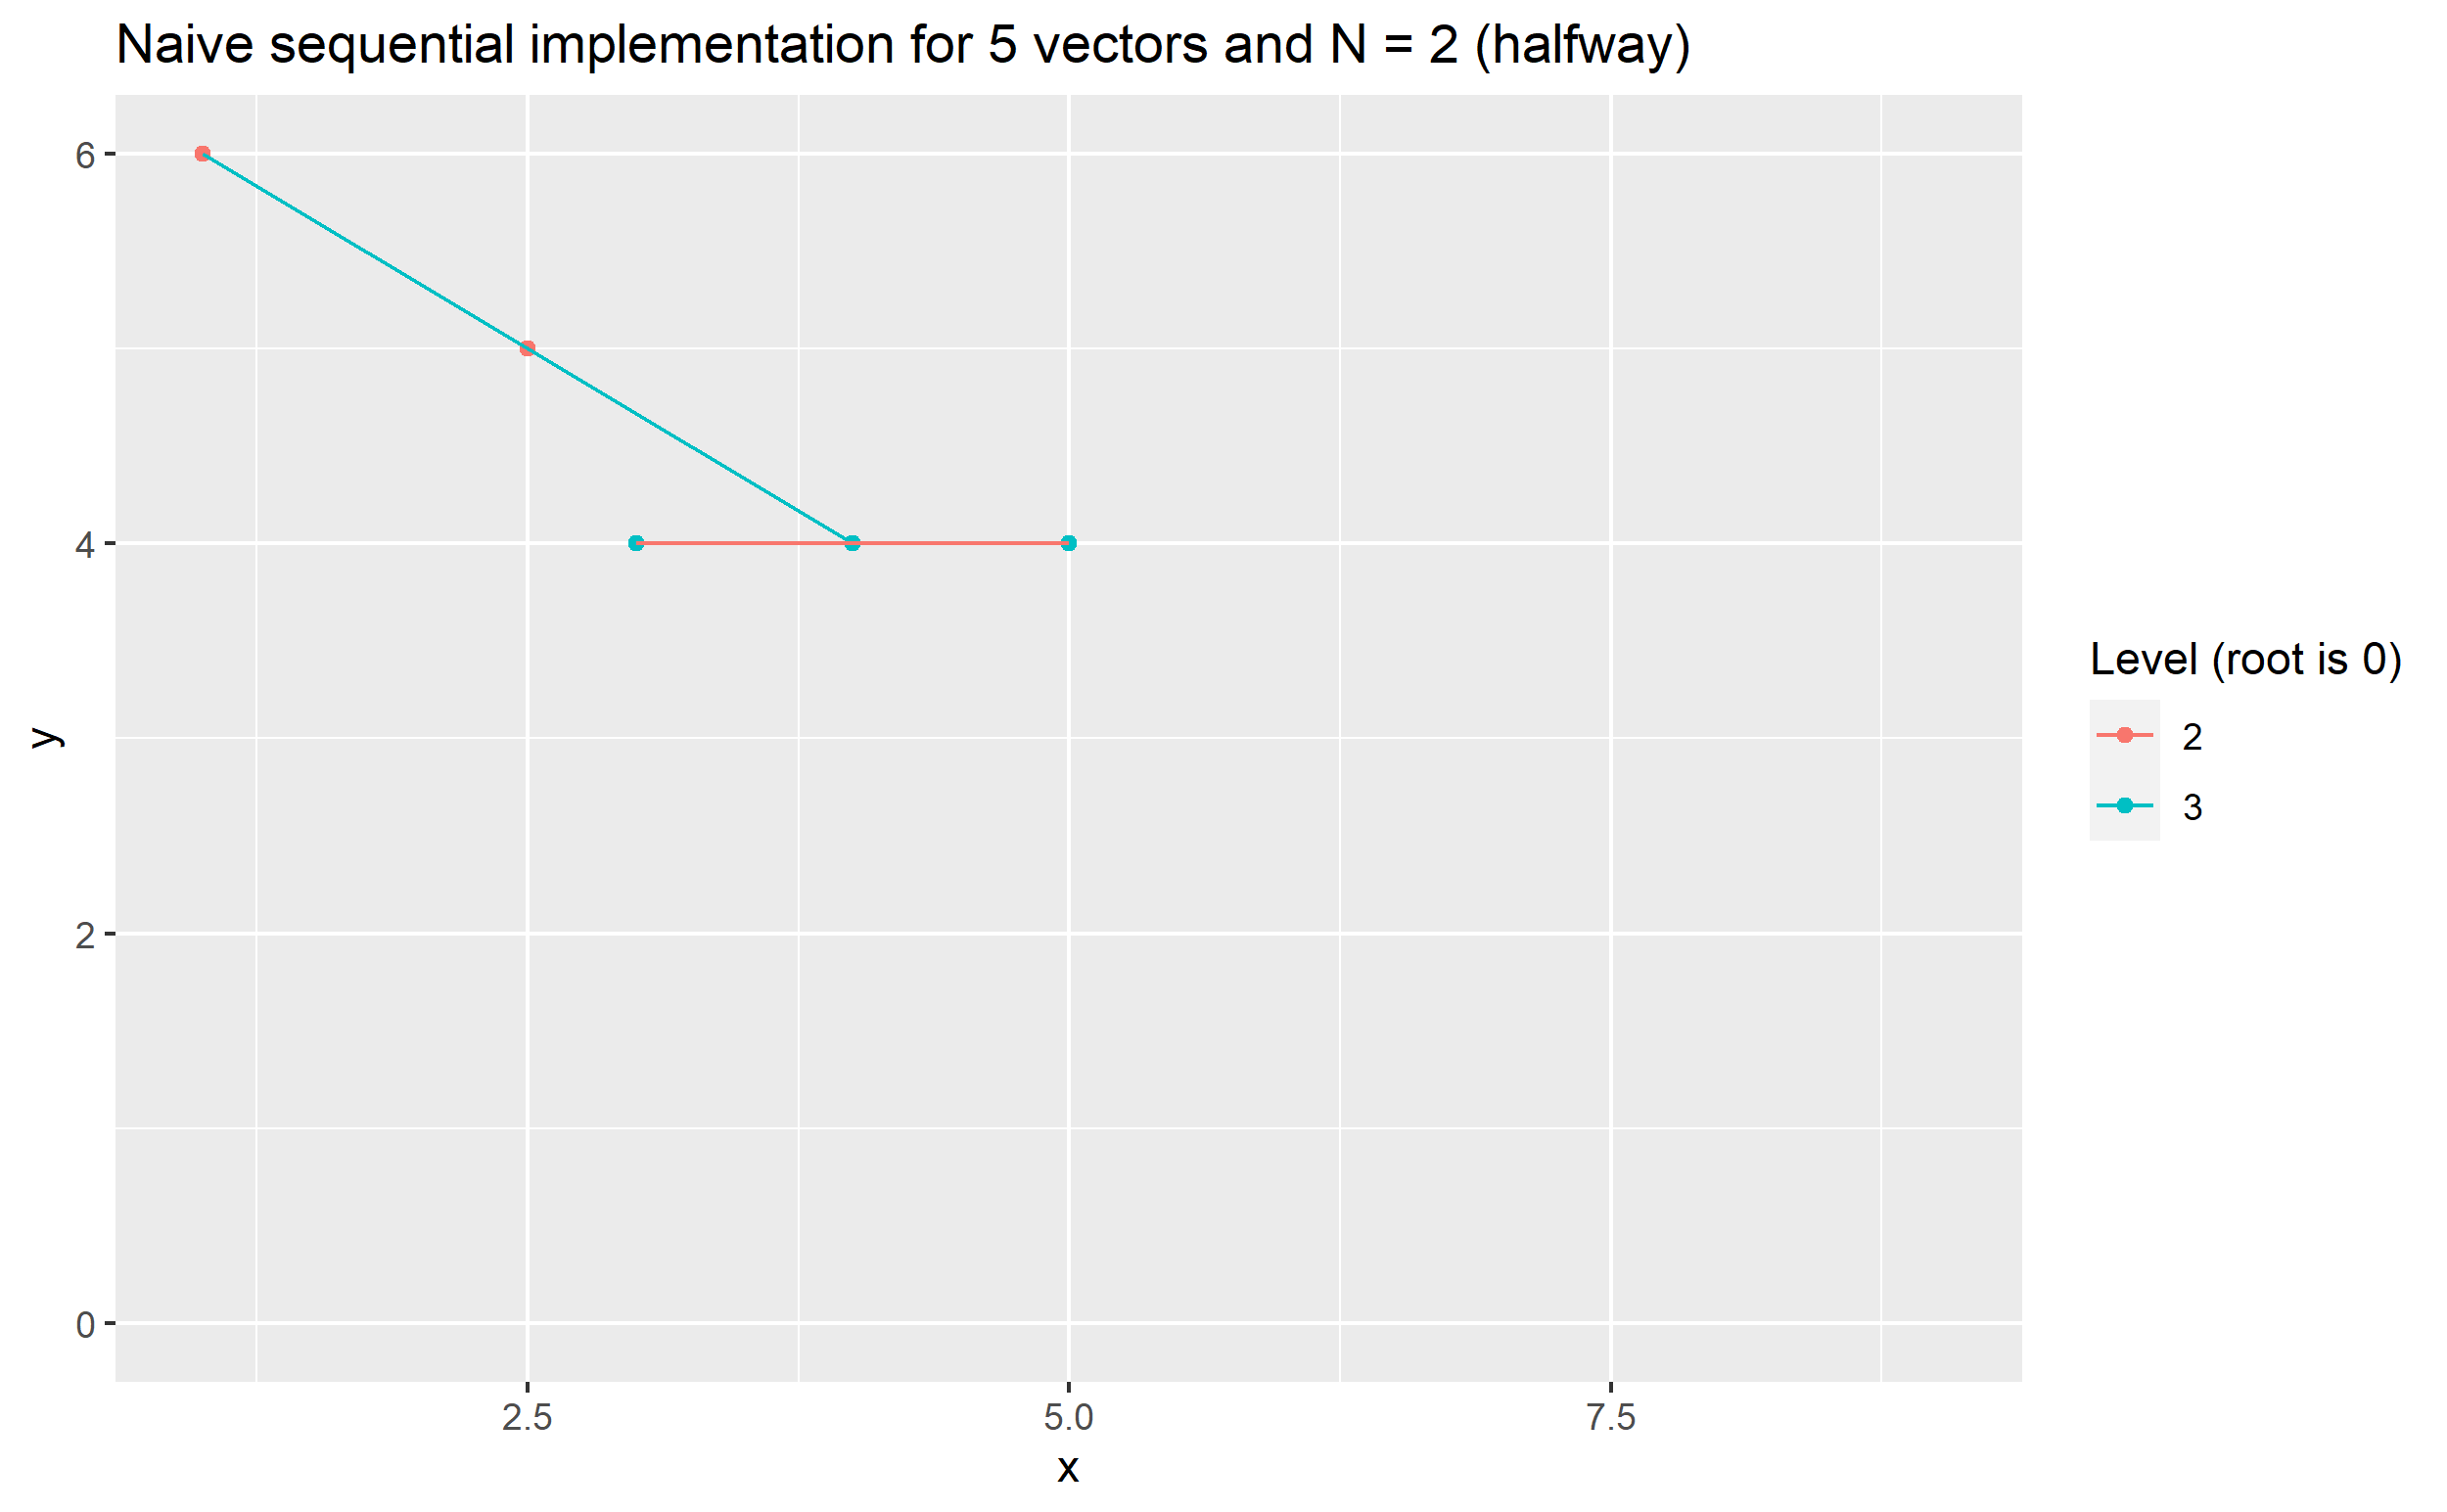 Naive sequential implementation for 5 vectors and N = 2 (halfway)
6
4
2
0
y
2.5 5.0 7.5
x
Level (root is 0)
2
3